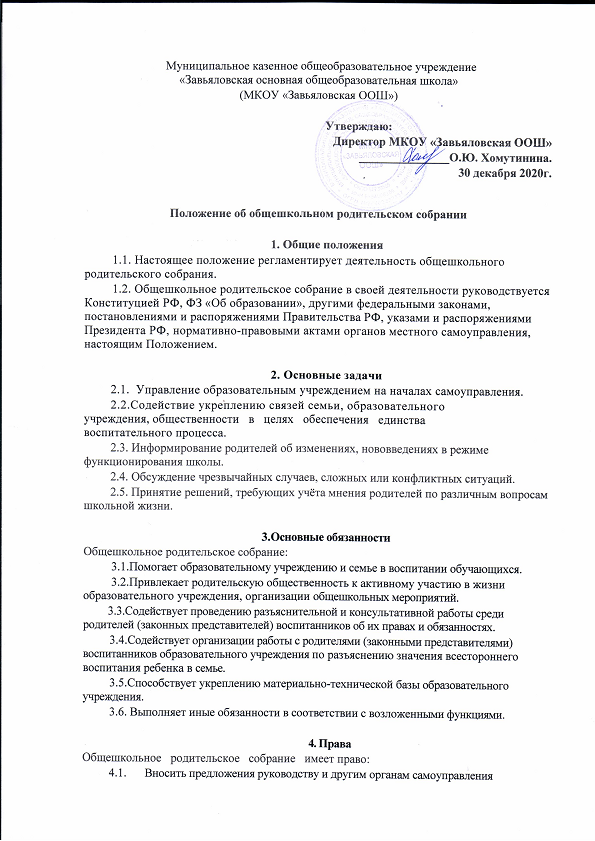 Муниципальное казенное общеобразовательное учреждение
«Завьяловская основная общеобразовательная школа»
(МКОУ «Завьяловская ООШ»)
Утверждаю:
Директор МКОУ «Завьяловская ООШ»
О.Ю. Хомутинина.
30 декабря 2020г.
Положение об общешкольном родительском собрании
1. Общие положения
1.1. Настоящее положение регламентирует деятельность общешкольного
родительского собрания.
1.2. Общешкольное родительское собрание в своей деятельности руководствуется
Конституцией РФ, ФЗ «Об образовании», другими федеральными законами,
постановлениями и распоряжениями Правительства РФ, указами и распоряжениями
Президента РФ, нормативно-правовыми актами органов местного самоуправления,
настоящим Положением.
2. Основные задачи
2.1. Управление образовательным учреждением на началах самоуправления.
2.2.Содействие укреплению связей семьи, образовательного
учреждения, общественности в целях обеспечения единства
воспитательного процесса.
2.3. Информирование родителей об изменениях, нововведениях в режиме
функционирования школы.
2.4. Обсуждение чрезвычайных случаев, сложных или конфликтных ситуаций.
2.5. Принятие решений, требующих учёта мнения родителей по различным вопросам
школьной жизни.
3.Основные обязанности
Общешкольное родительское собрание:
3.1.Помогает образовательному учреждению и семье в воспитании обучающихся.
3.2.Привлекает родительскую общественность к активному участию в жизни
образовательного учреждения, организации общешкольных мероприятий.
3.3.Содействует проведению разъяснительной и консультативной работы среди
родителей (законных представителей) воспитанников об их правах и обязанностях.
3.4.Содействует организации работы с родителями (законными представителями)
воспитанников образовательного учреждения по разъяснению значения всестороннего
воспитания ребенка в семье.
3.5.Способствует укреплению материально-технической базы образовательного
учреждения.
3.6. Выполняет иные обязанности в соответствии с возложенными функциями.
4. Права
Общешкольное родительское собрание имеет право:
4.1. Вносить предложения руководству и другим органам самоуправления